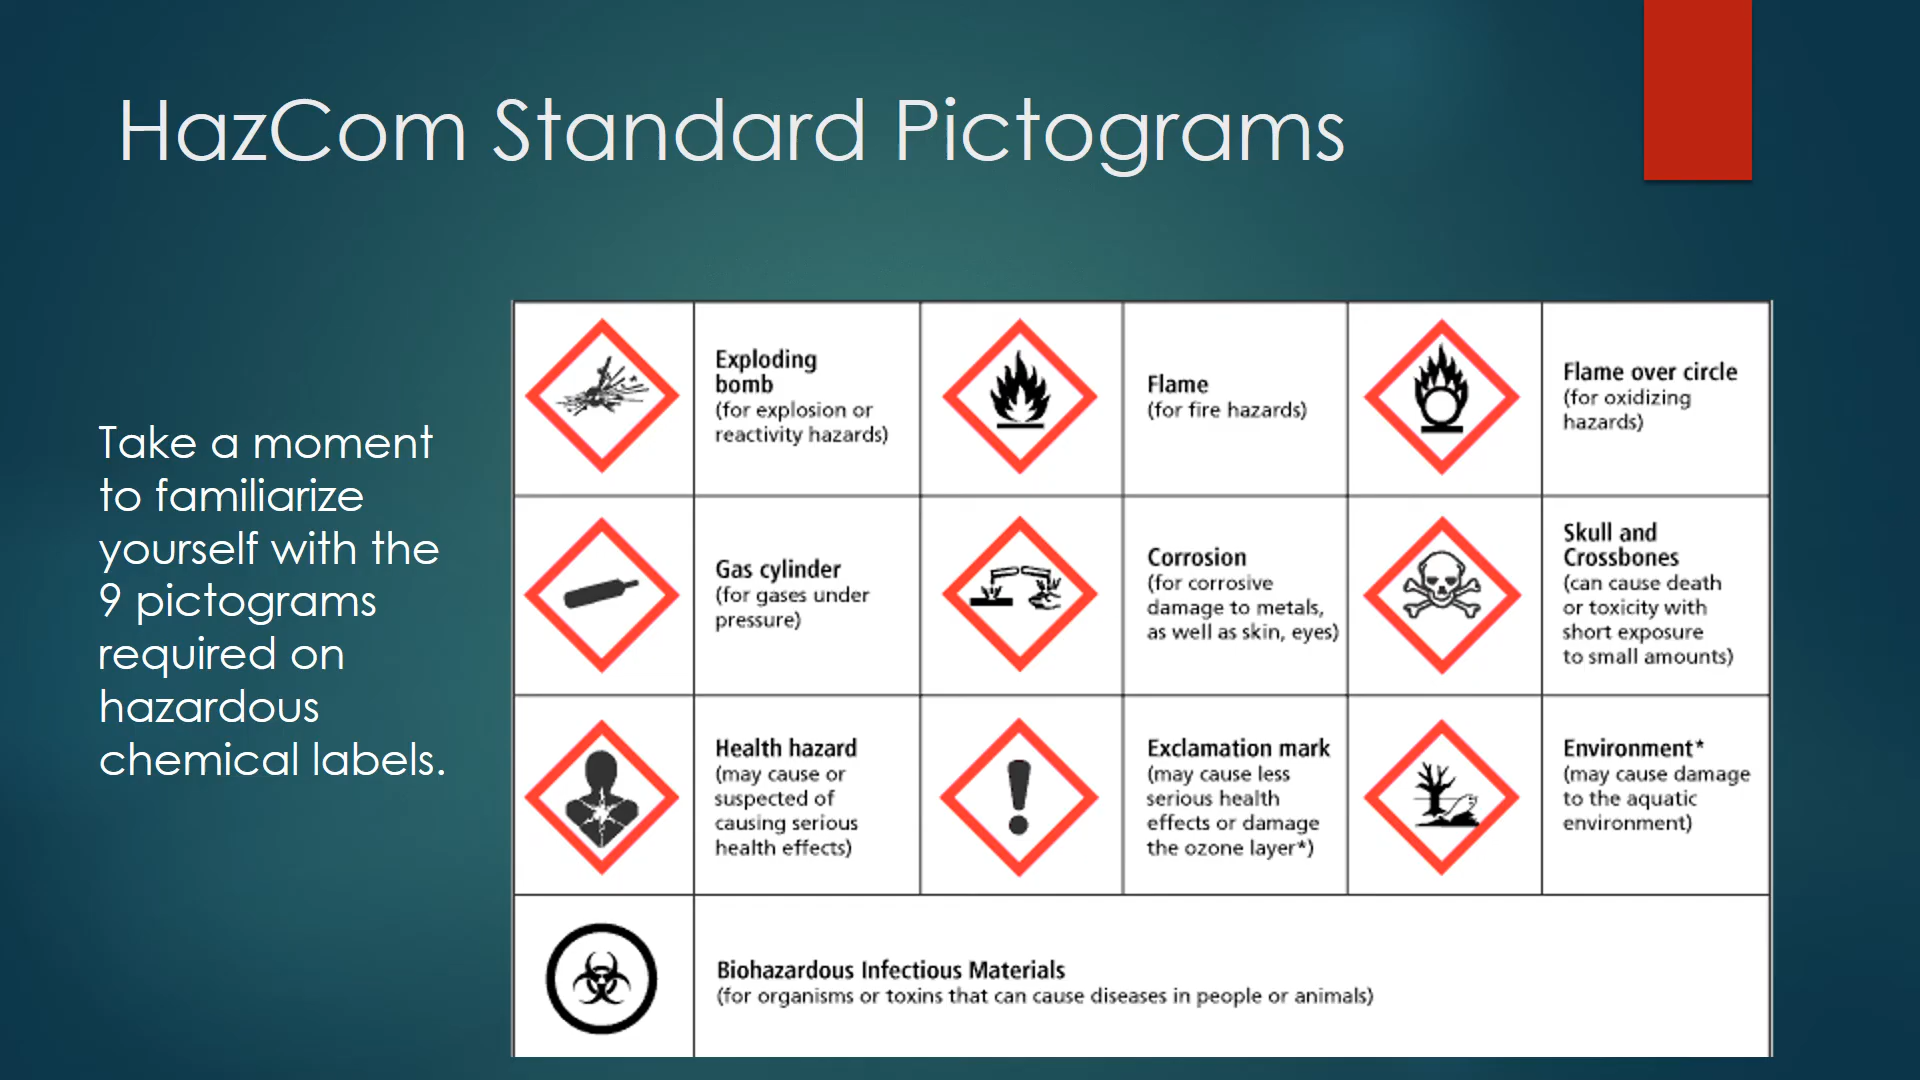 HazCom Standard Pictograms
Take a moment
to familiarize
yourself with the
9 pictograms
required on
hazardous
chemical labels.
Exploding
bomb
(for explosion or
reactivity hazards)
Flame
(for fire hazards)
Flame over circle
(for oxidizing
hazards)
Gas cylinder
(for gases under
pressure)
Corrosion
(for corrosive
damage to metals,
as well as skin, eyes)
Skull and
Crossbones
(can cause death
or toxicity with
short exposure
to small amounts)
Health hazard
(may cause or
suspected of
causing serious
health effects)
Exclamation mark
(may cause less
serious health
effects or damage
the ozone layer*)
Environment*
(may cause damage
to the aquatic
environment)
Biohazardous Infectious Materials
(for organisms or toxins that can cause diseases in people or animals)